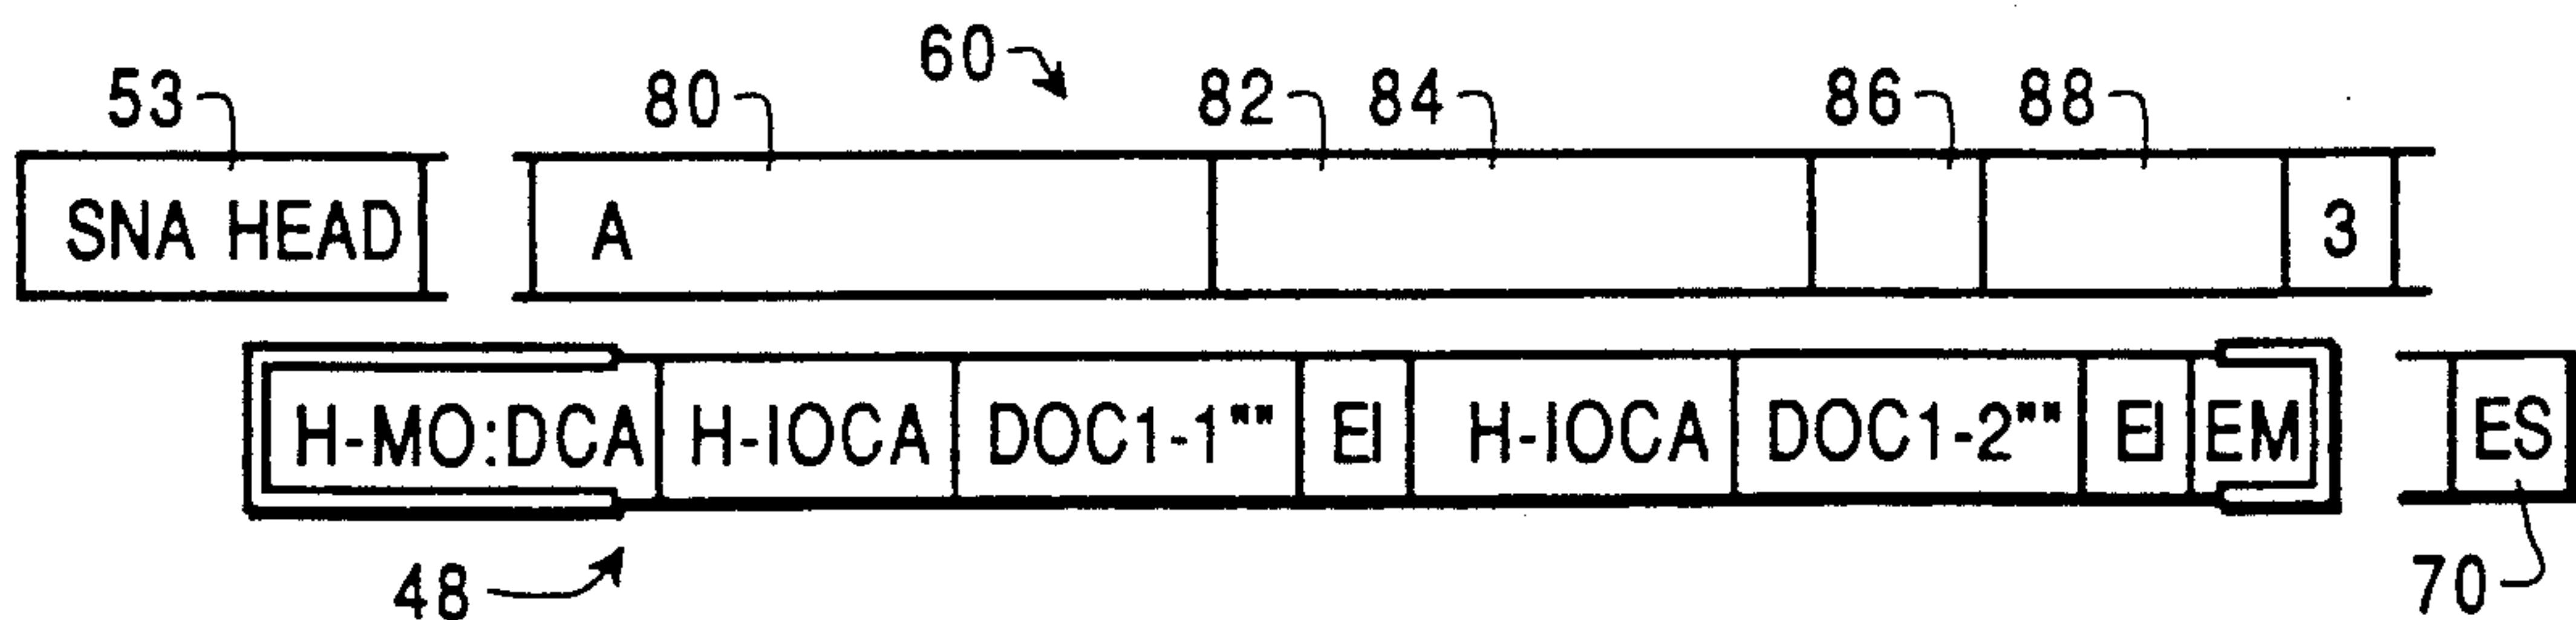 60
53 80 82 84 86 88
SNA HEAD A 3
H-MO:DCA H-IOCA DOC1-1"" EI H-IOCA DOC1-2"" EI EM ES
48 70